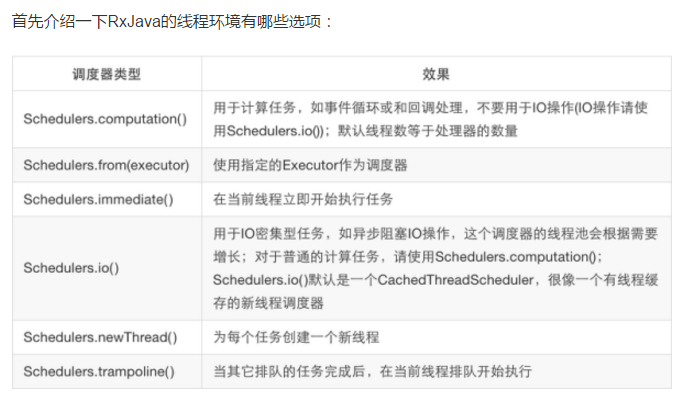 首先介绍一下RxJava的线程环境有哪些选项：
调度器类型 效果
Schedulers.computation() 用于计算任务，如事件循环或和回调处理，不要用于IO操作(IO操作请使
用Schedulers.io())；默认线程数等于处理器的数量
Schedulers.from(executor) 使用指定的Executor作为调度器
Schedulers.immediate() 在当前线程立即开始执行任务
Schedulers.io() 用于IO密集型任务，如异步阻塞IO操作，这个调度器的线程池会根据需要
增长；对于普通的计算任务，请使用Schedulers.computation()；
Schedulers.io()默认是一个CachedThreadScheduler，很像一个有线程缓
存的新线程调度器
Schedulers.newThread() 为每个任务创建一个新线程
Schedulers.trampoline() 当其它排队的任务完成后，在当前线程排队开始执行